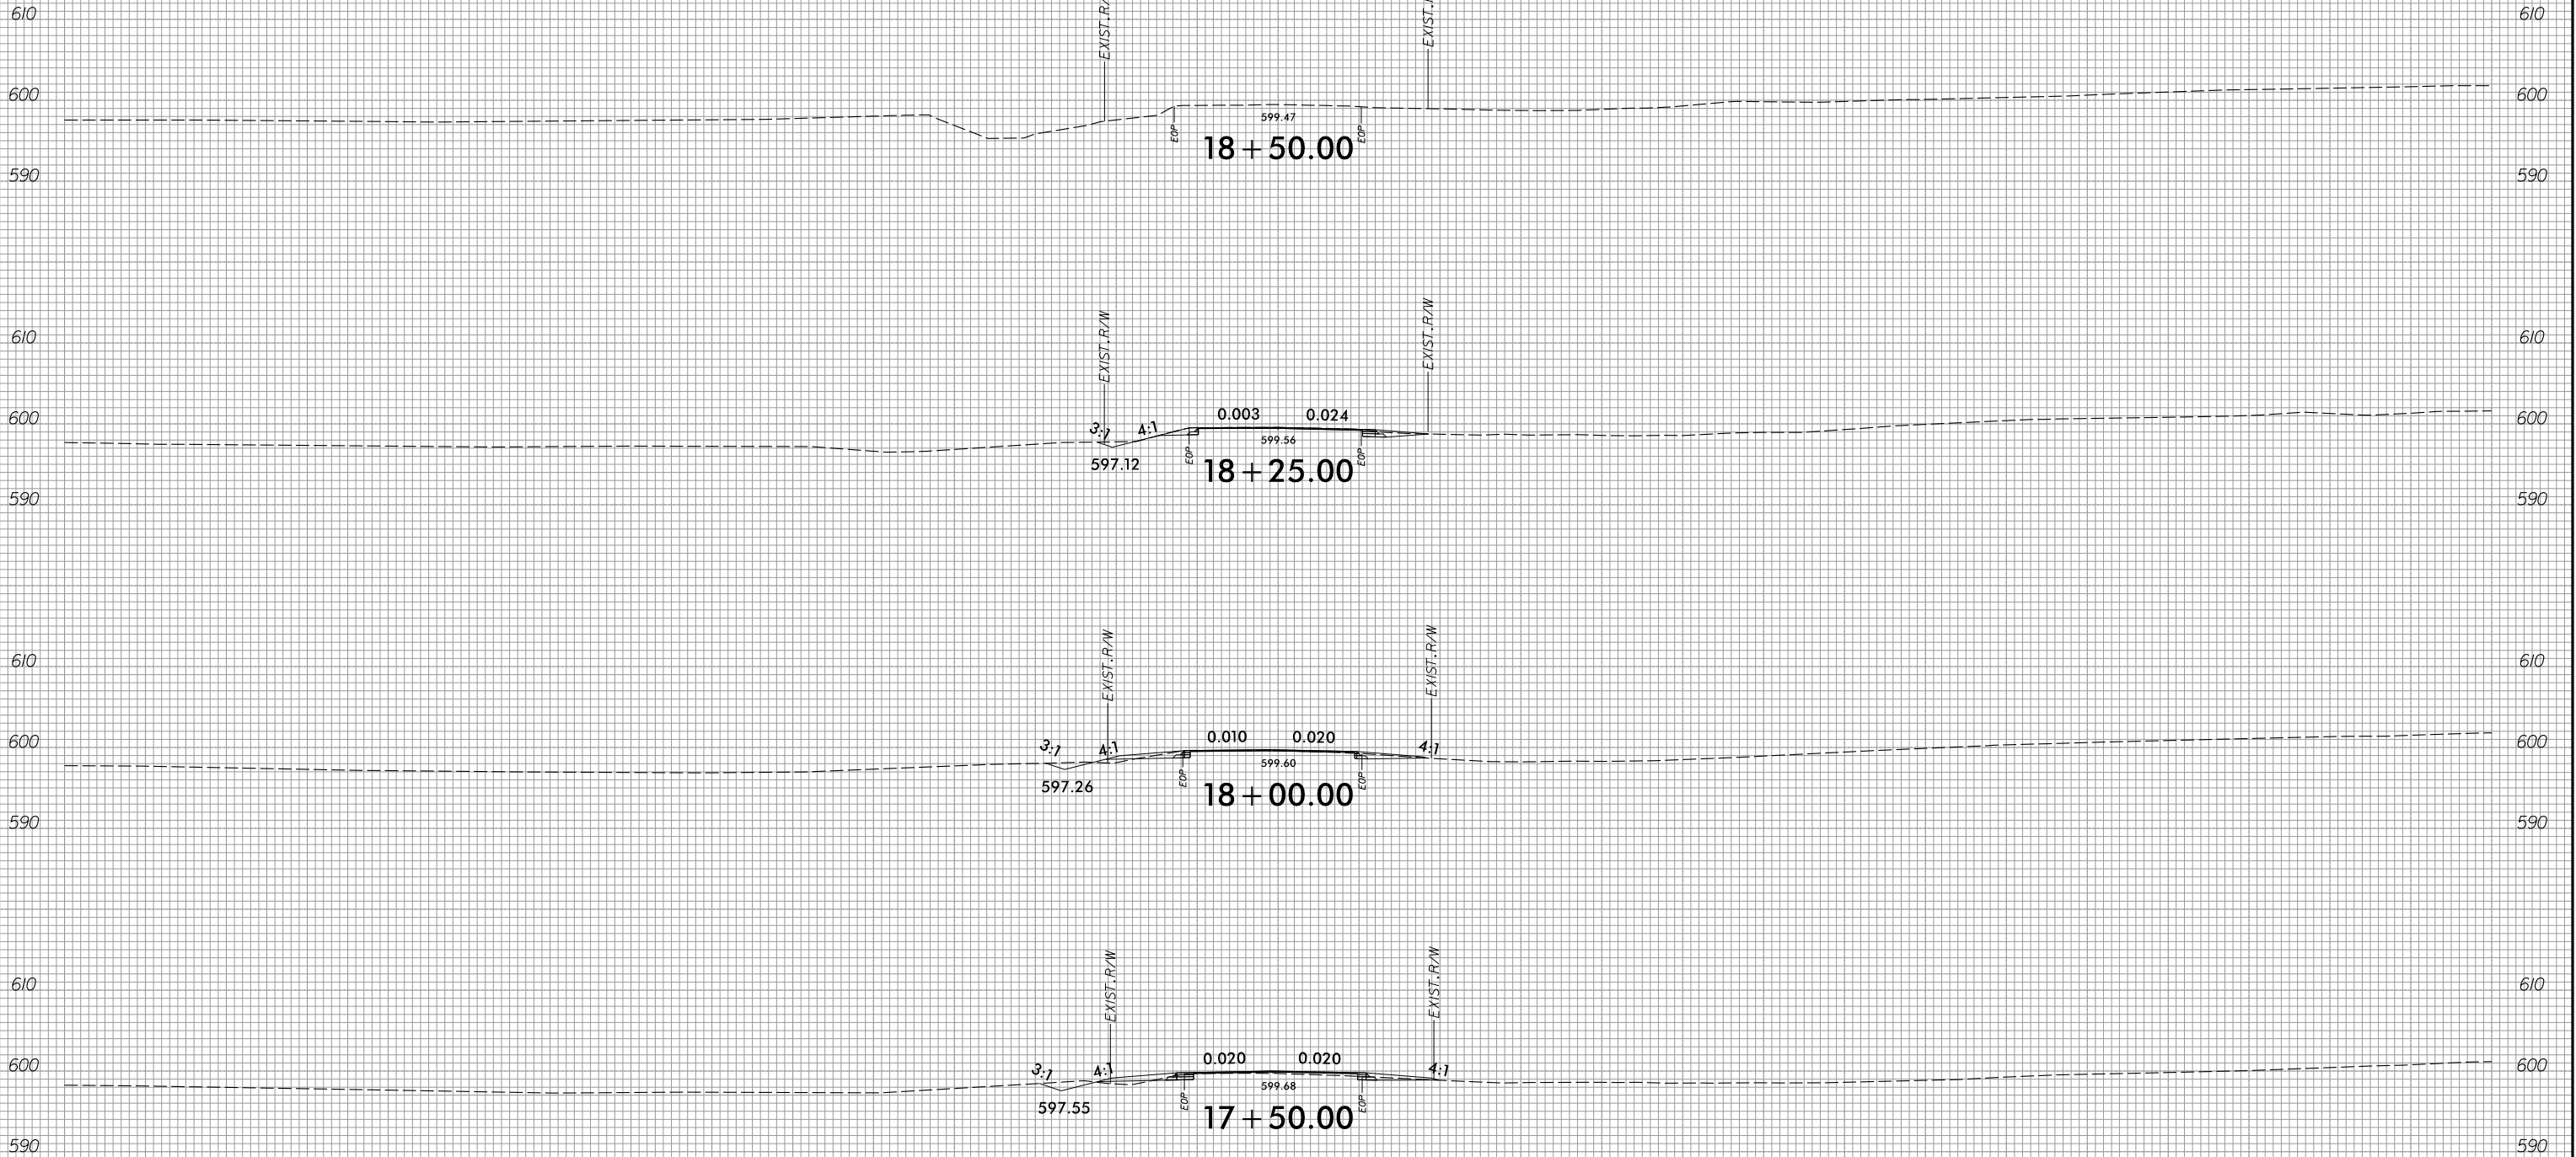 610 EXIST.R/ EXIST. 610
600 600
599.47
EOP 18+50.00 EOP
590 590
EXIST.R/W EXIST.R/W
610 610
600 0.003 0.024 600
3:1 4:1
599.56
597.12 EOP 18+25.00 EOP
590 590
EXIST.R/W EXIST.R/W
610 610
600 3:1 4:1 0.010 0.020 4:1 600
599.60
597.26 EOP 18+00.00 EOP
590 590
EXIST.R/W EXIST.R/W
610 610
600 3:1 4:1 0.020 0.020 4:1 600
599.68
597.55 EOP 17+50.00 EOP
590 590